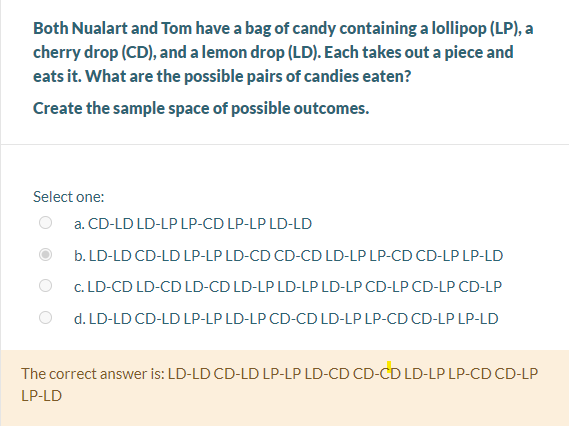 Both Nualart and Tom have a bag of candy containing a lollipop (LP), a
cherry drop (CD), and a lemon drop (LD). Each takes out a piece and
eats it. What are the possible pairs of candies eaten?
Create the sample space of possible outcomes.
Select one:
a. CD-LD LD-LP LP-CD LP-LP LD-LD
b. LD-LD CD-LD LP-LP LD-CD CD-CD LD-LP LP-CD CD-LP LP-LD
c. LD-CD LD-CD LD-CD LD-LP LD-LP LD-LP CD-LP CD-LP CD-LP
d. LD-LD CD-LD LP-LP LD-LP CD-CD LD-LP LP-CD CD-LP LP-LD
The correct answer is: LD-LD CD-LD LP-LP LD-CD CD-CD LD-LP LP-CD CD-LP
LP-LD